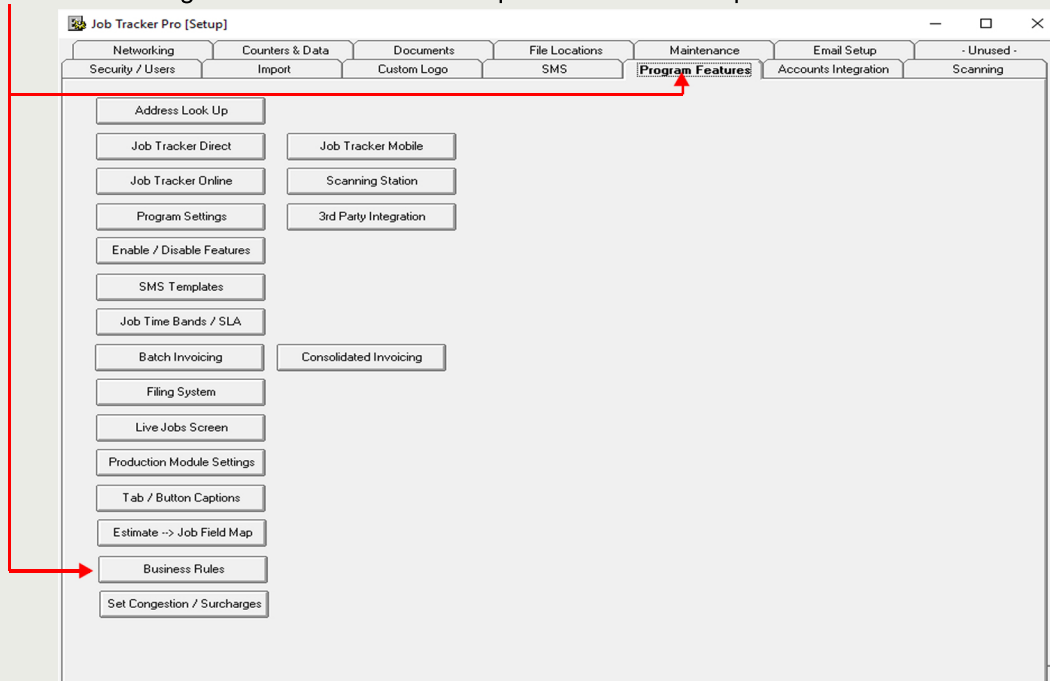 Job Tracker Pro [Setup]
Networking Counters & Data Documents File Locations Maintenance Email Setup - Unused -
Security / Users Import Custom Logo SMS Program Features Accounts Integration Scanning
Address Look Up
Job Tracker Direct Job Tracker Mobile
Job Tracker Online Scanning Station
Program Settings 3rd Party Integration
Enable / Disable Features
SMS Templates
Job Time Bands / SLA
Batch Invoicing Consolidated Invoicing
Filing System
Live Jobs Screen
Production Module Settings
Tab / Button Captions
Estimate --> Job Field Map
Business Rules
Set Congestion / Surcharges